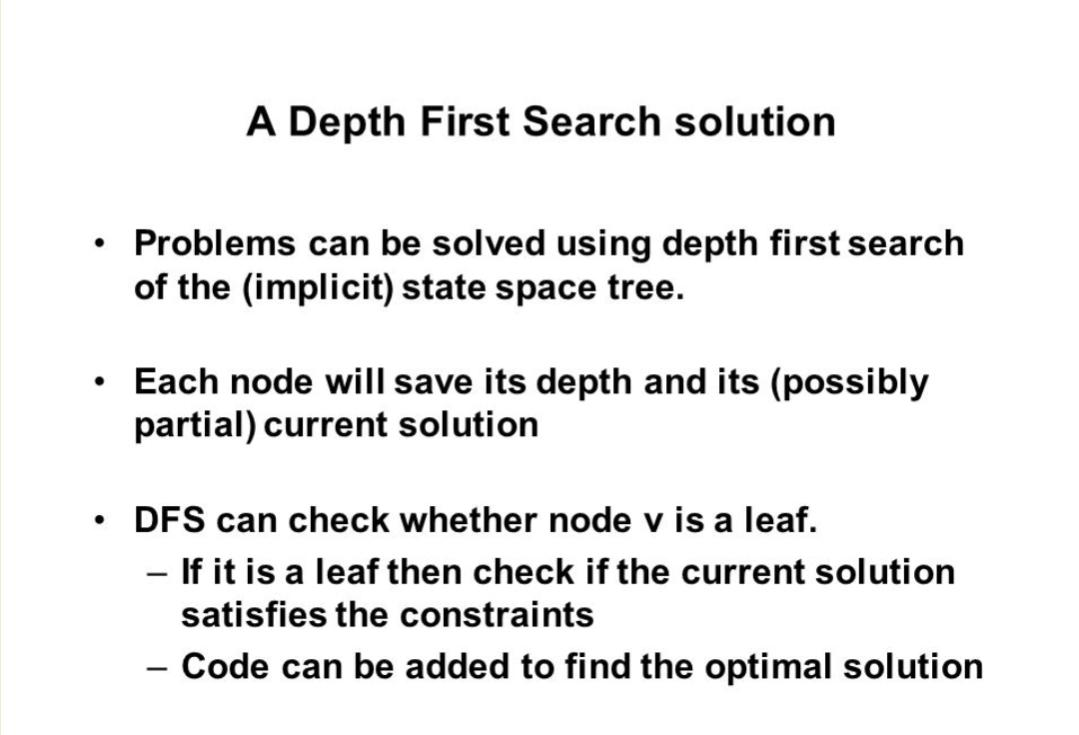 A Depth First Search solution
• Problems can be solved using depth first search
of the (implicit) state space tree.
• Each node will save its depth and its (possibly
partial) current solution
• DFS can check whether node v is a leaf.
– If it is a leaf then check if the current solution
satisfies the constraints
– Code can be added to find the optimal solution